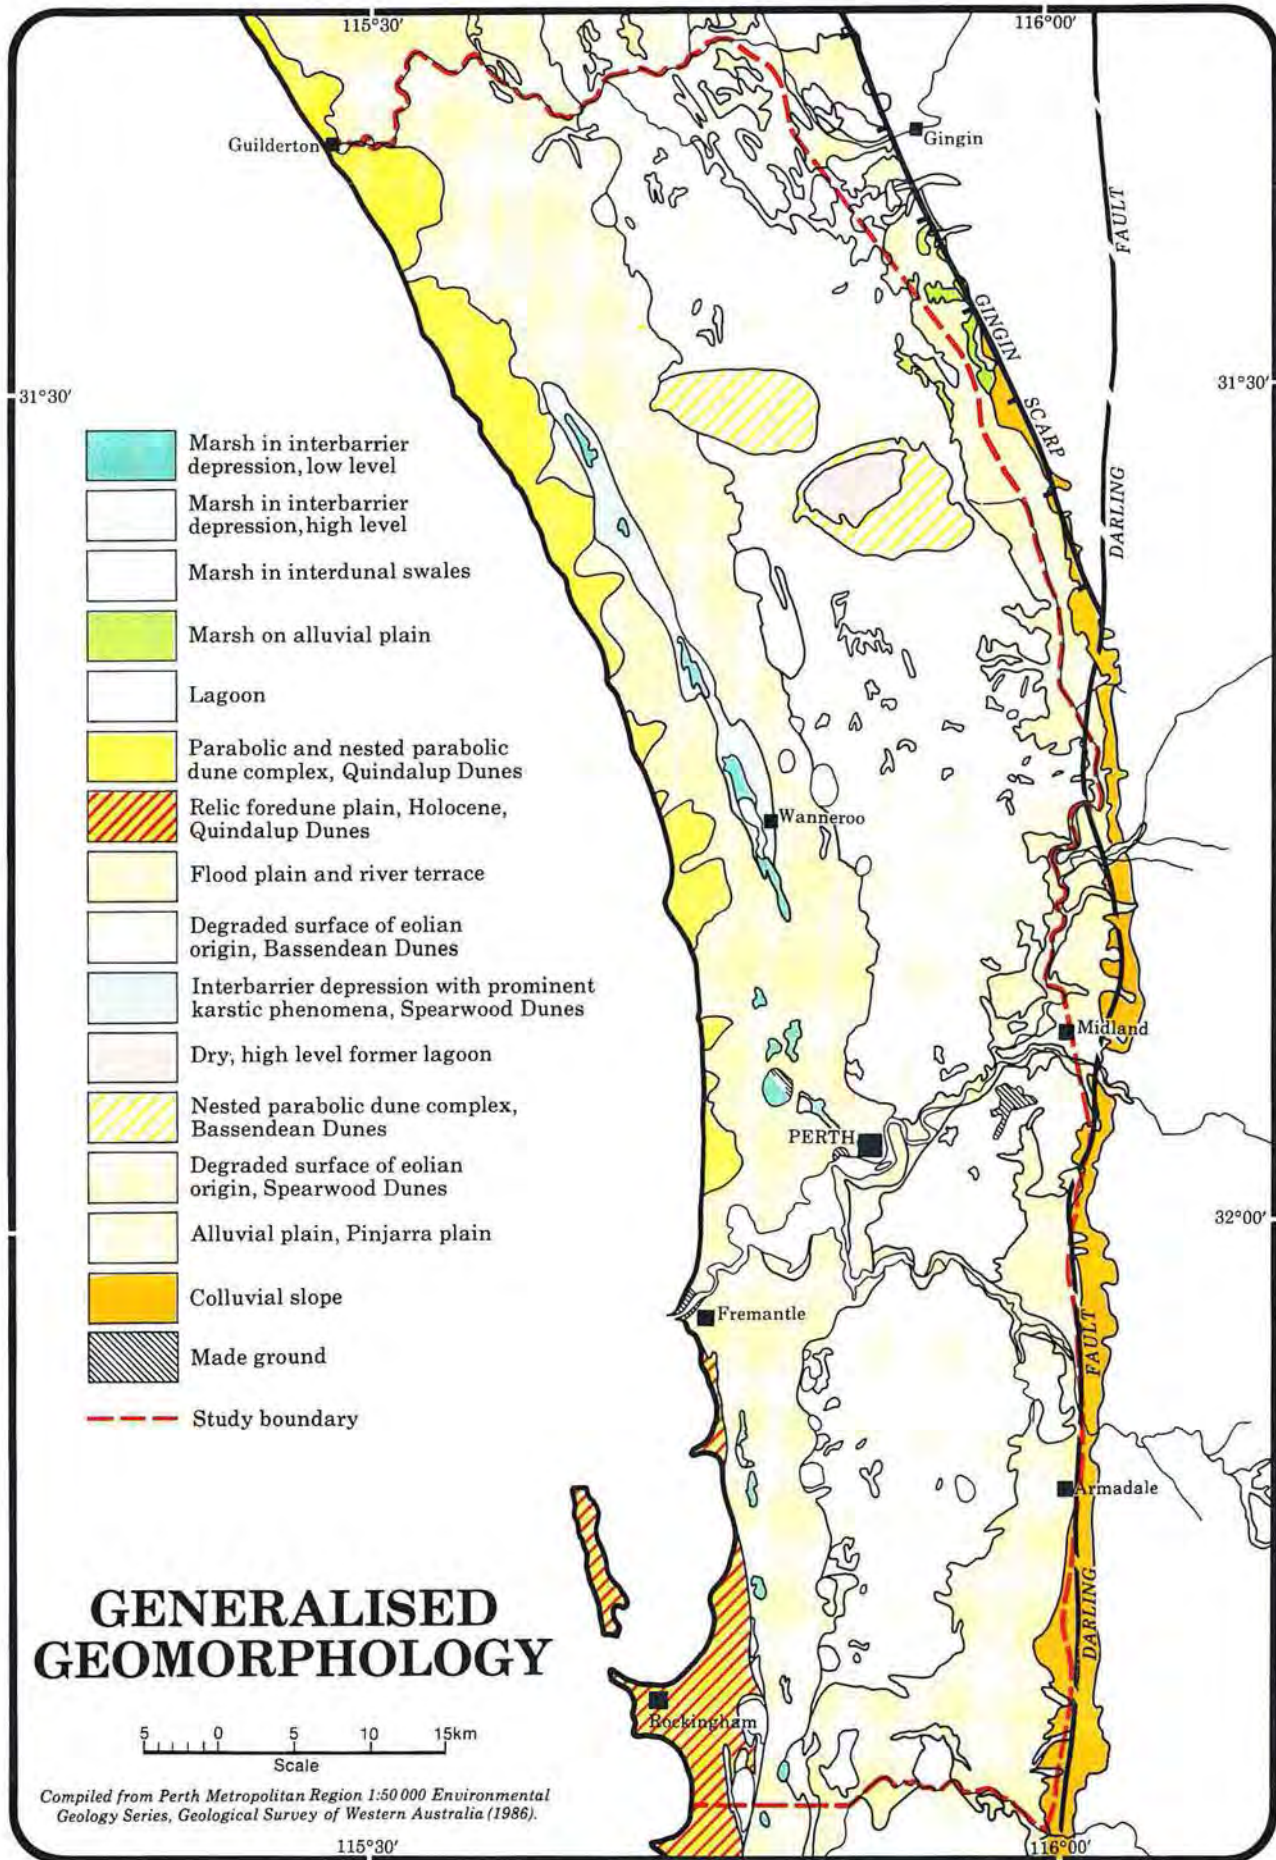 115°30′
116°00′
Guilderton
Gingin
FAULT
GINGIN
SCARP
DARLING
31°30′
31°30′
Marsh in interbarrier
depression, low level
Marsh in interbarrier
depression, high level
Marsh in interdunal swales
Marsh on alluvial plain
Lagoon
Parabolic and nested parabolic
dune complex, Quindalup Dunes
Relic foredune plain, Holocene,
Quindalup Dunes
Flood plain and river terrace
Degraded surface of eolian
origin, Bassendean Dunes
Interbarrier depression with prominent
karstic phenomena, Spearwood Dunes
Dry, high level former lagoon
Nested parabolic dune complex,
Bassendean Dunes
Degraded surface of eolian
origin, Spearwood Dunes
Alluvial plain, Pinjarra plain
Colluvial slope
Made ground
Study boundary
Wanneroo
Midland
PERTH
32°00′
Fremantle
FAULT
Armadale
DARLING
Rockingham
GENERALISED
GEOMORPHOLOGY
5 0 5 10 15km
Scale
Compiled from Perth Metropolitan Region 1:50 000 Environmental
Geology Series, Geological Survey of Western Australia (1986).
115°30′
116°00′